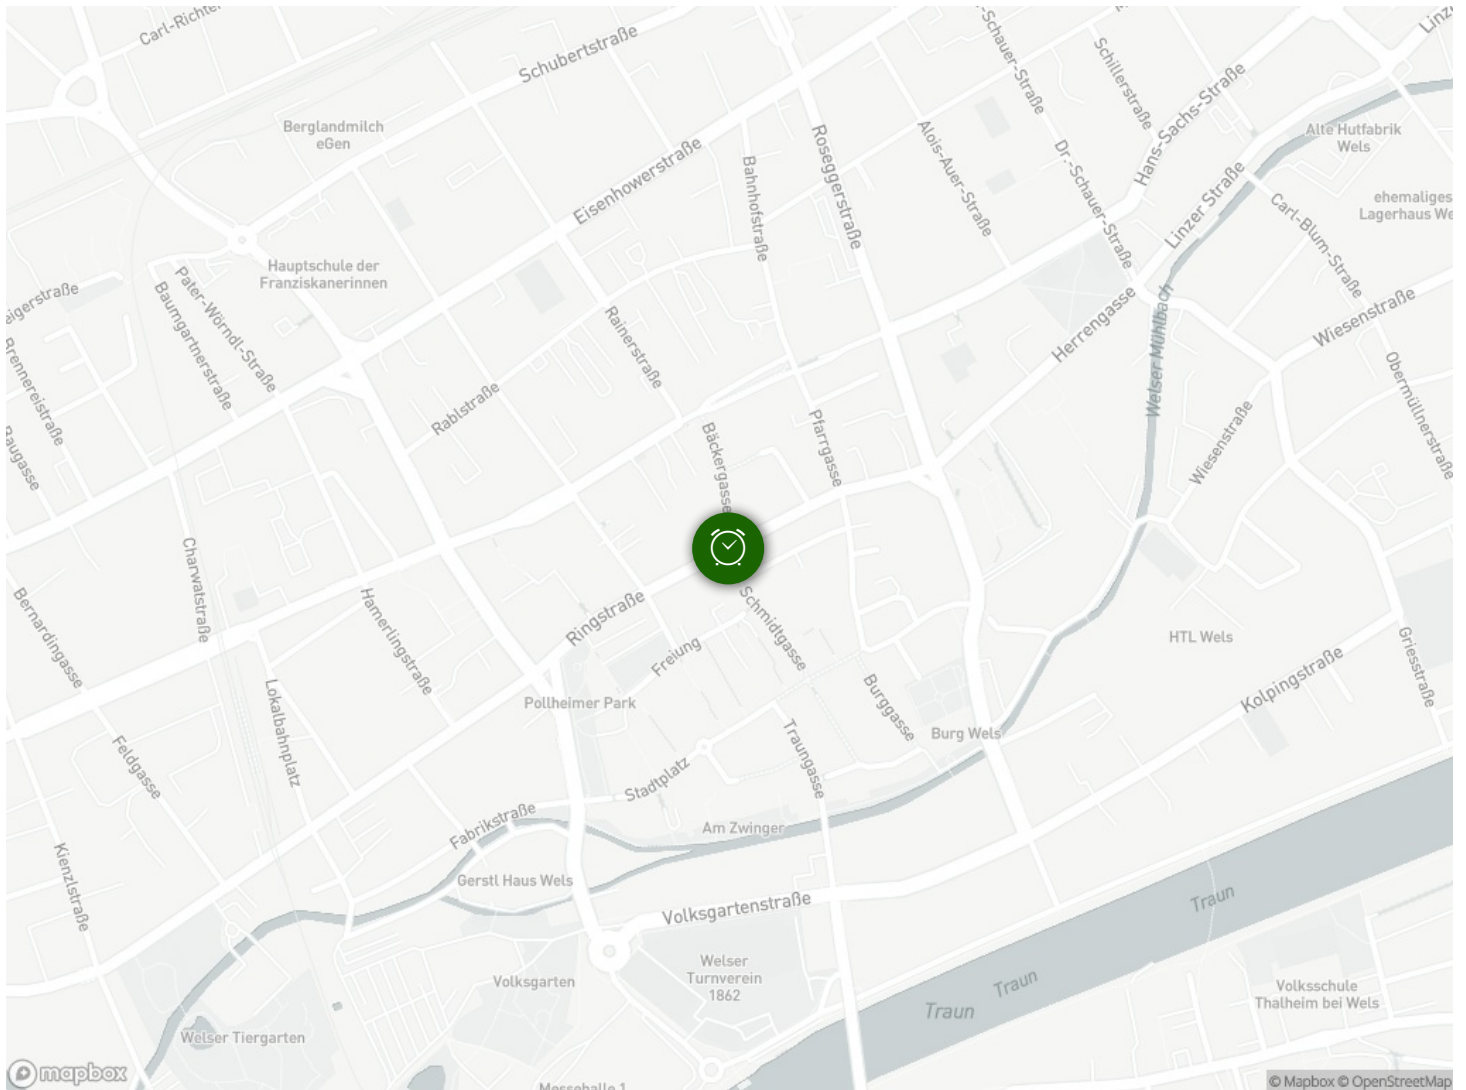 Carl-Richter
Schubertstraße
Linz
Schauer-Straße
Schillerstraße
Hans-Sachs-Straße
Berglandmilch
eGen
Roseggerstraße
Alois-Auer-Straße
Alte Hutfabrik
Wels
Eisenhowerstraße
Bahnhofstraße
Dr.-Schauer-Straße
Linzer Straße
Carl-Blum-Straße
ehemaliges
Lagerhaus We
Hauptschule der
Franziskanerinnen
eigerstraße
Pater-Wörndl-Straße
Baumgartnerstraße
Brennereistraße
Rainerstraße
Herrengasse
Welser Mühlbach
Wiesenstraße
Rablstraße
Obermüllnerstraße
Baugasse
Bäckergasse
Pfarrgasse
Wiesenstraße
Charwatstraße
Bernardingasse
Hamerlingstraße
Ringstraße
Schmidtgasse
Freiung
HTL Wels
Griesstraße
Kolpingstraße
Lokalbahnplatz
Pollheimer Park
Burggasse
Burg Wels
Feldgasse
Traungasse
Stadtplatz
Fabrikstraße
Am Zwinger
Kienzlstraße
Gerstl Haus Wels
Volksgartenstraße
Traun
Welser
Turnverein
1862
Volksgarten
Traun
Traun
Volksschule
Thalheim bei Wels
Welser Tiergarten
mapbox
Messehalle 1
© Mapbox © OpenStreetMap